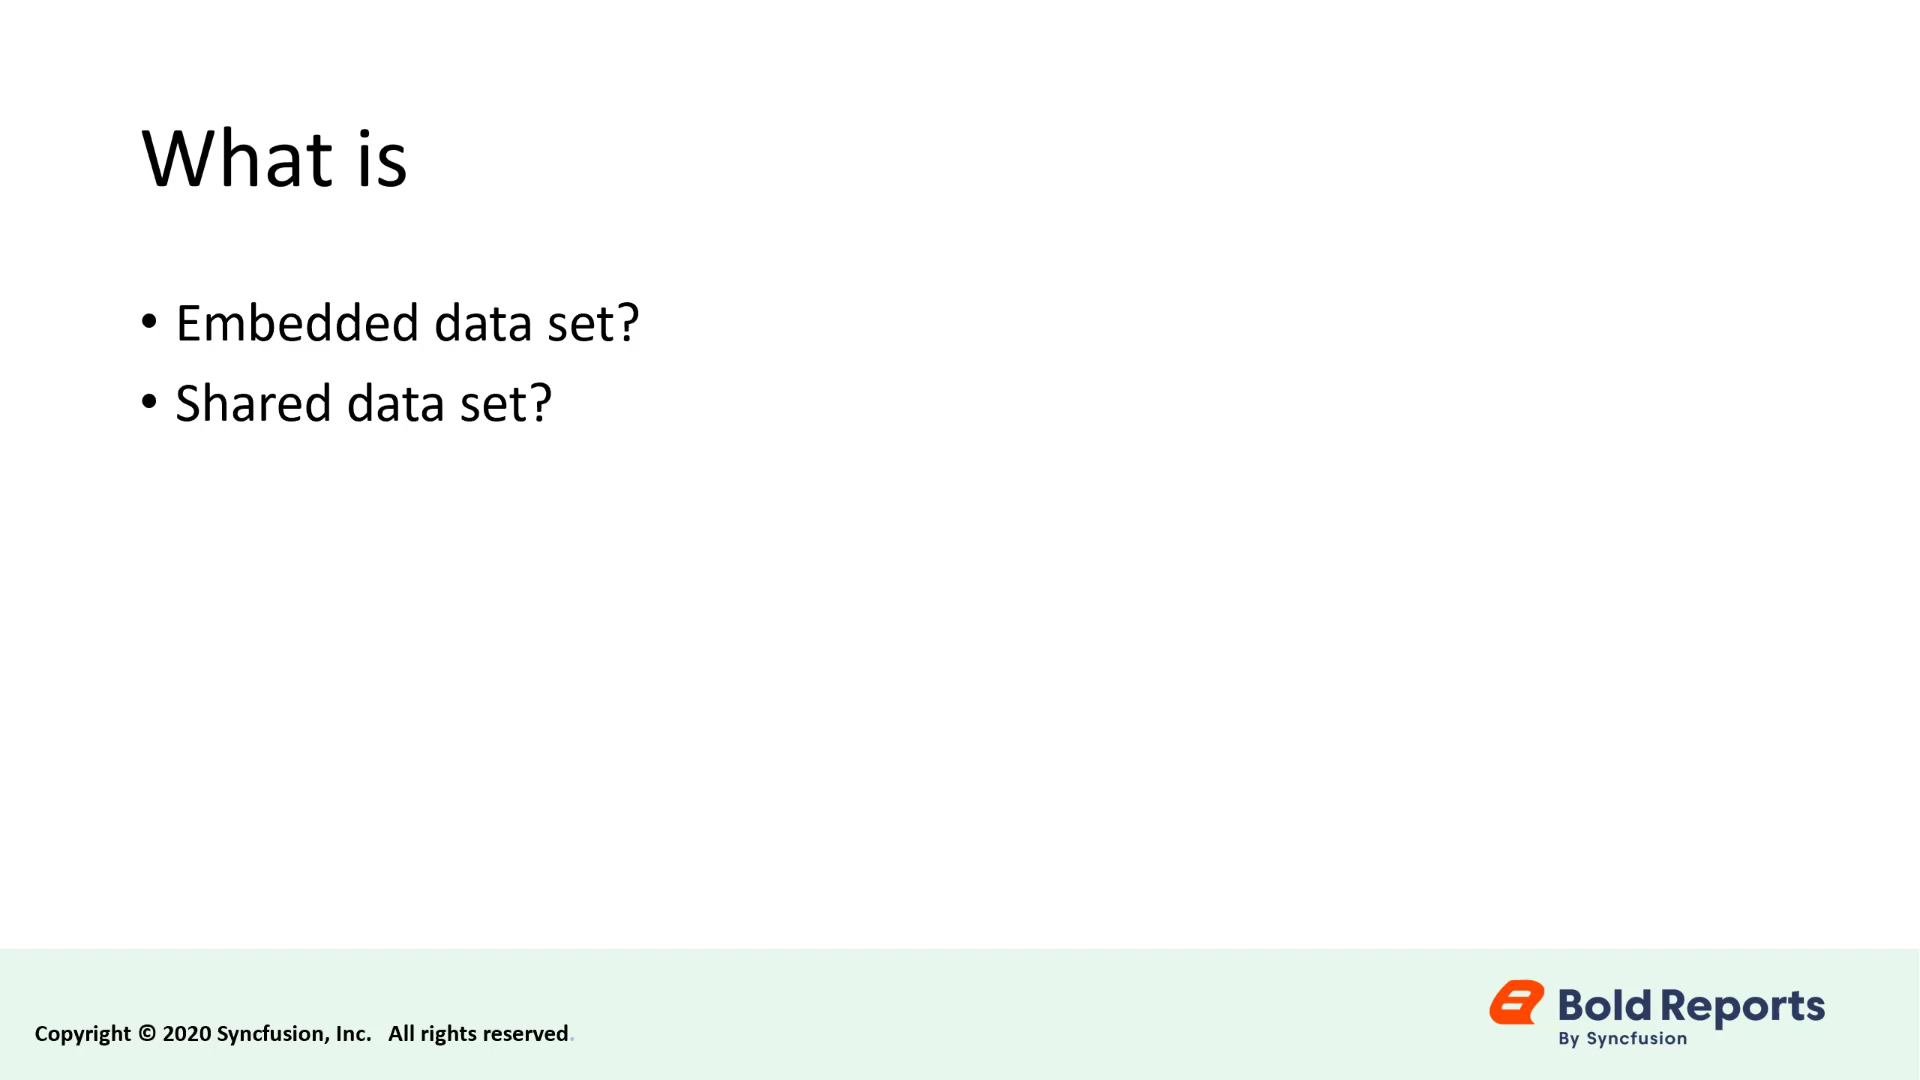 What is
• Embedded data set?
• Shared data set?
Copyright © 2020 Syncfusion, Inc. All rights reserved.
Bold Reports
By Syncfusion